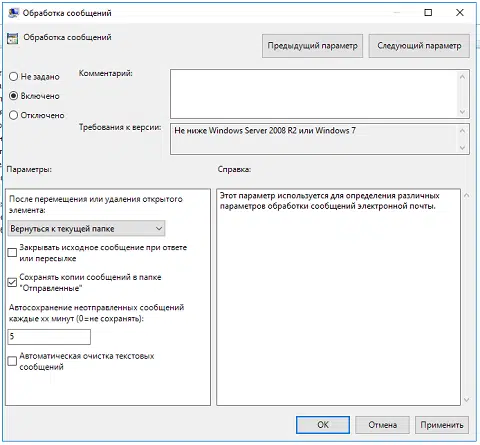 Обработка сообщений
Обработка сообщений
Предыдущий параметр
Следующий параметр
Не задано
Включено
Отключено
Комментарий:
Требования к версии:
Не ниже Windows Server 2008 R2 или Windows 7
Параметры:
Справка:
После перемещения или удаления открытого
элемента:
Вернуться к текущей папке
Закрывать исходное сообщение при ответе
или пересылке
Сохранять копии сообщений в папке
"Отправленные"
Автосохранение неотправленных сообщений
каждые xx минут (0=не сохранять):
5
Автоматическая очистка текстовых
сообщений
Этот параметр используется для определения различных
параметров обработки сообщений электронной почты.
ОК
Отмена
Применить